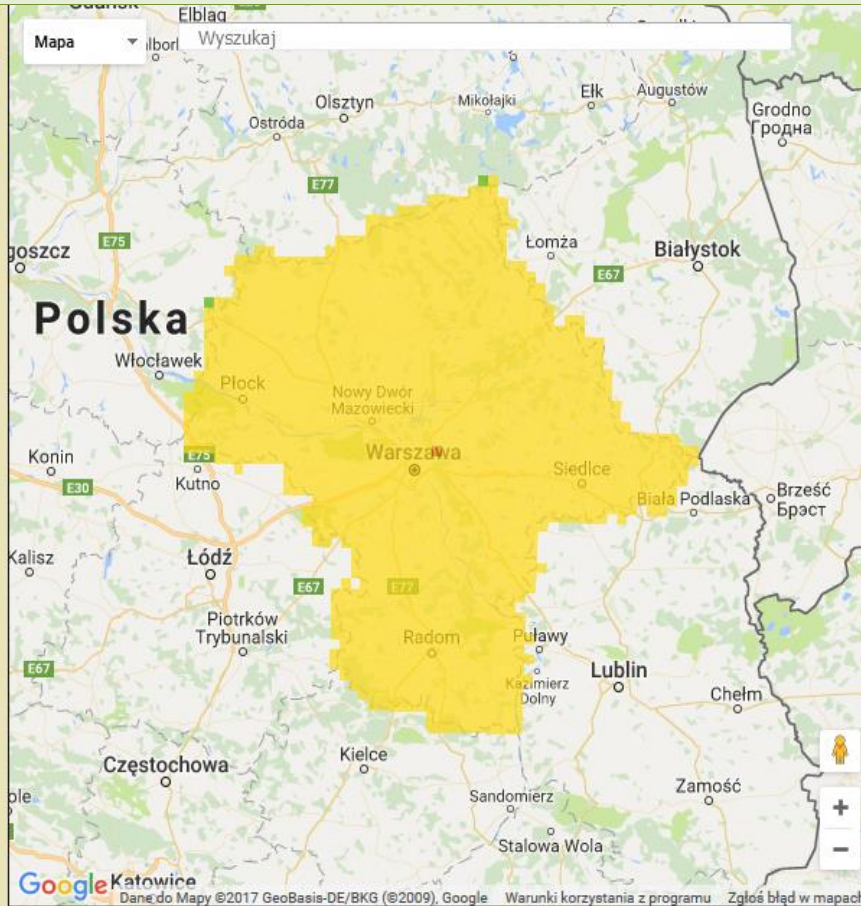 Elbląg
Mapa
Wyszukaj
Olsztyn
Mikołajki
Ełk
Augustów
Ostróda
Grodno
Гродна
E77
E75
Łomża
Białystok
E67
Polska
Włocławek
Płock
Nowy Dwór
Mazowiecki
Warszawa
E75
Konin
Kutno
Siedlce
E30
Biała Podlaska
Brześć
Брэст
Kalisz
Łódź
E67
E77
Piotrków
Trybunalski
Radom
Puławy
E67
Kazimierz
Dolny
Lublin
Chełm
Częstochowa
Kielce
Sandomierz
Zamość
Stalowa Wola
Google
Katowice
Dane do Mapy ©2017 GeoBasis-DE/BKG (©2009), Google Warunki korzystania z programu Zgłoś błąd w mapach